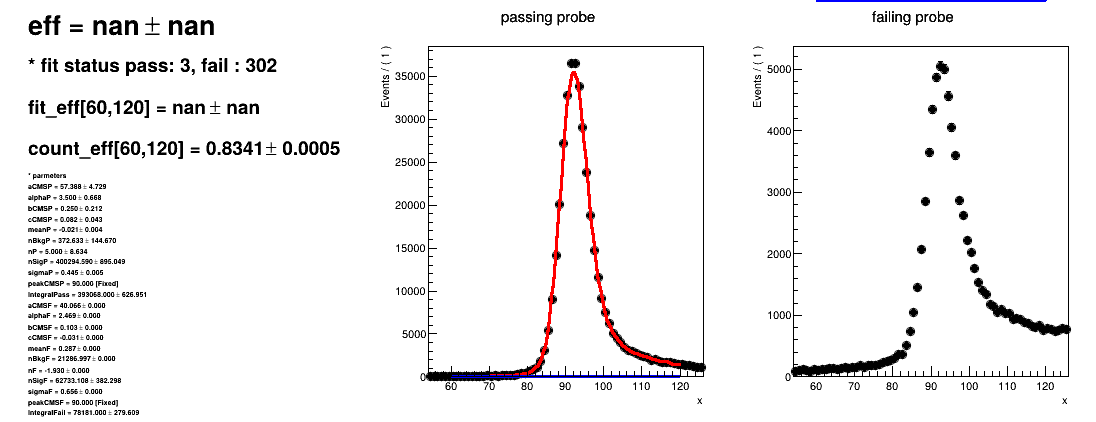 eff = nan ± nan
* fit status pass: 3, fail : 302
fit_eff[60,120] = nan ± nan
count_eff[60,120] = 0.8341 ± 0.0005
* parmeters
aCMSP = 57.368 ± 4.729
alphaP = 3.500 ± 0.668
bCMSP = 0.250 ± 0.212
cCMSP = 0.082 ± 0.043
meanP = -0.021 ± 0.004
nBkgP = 372.633 ± 144.670
nP = 5.000 ± 8.634
nSigP = 400294.590 ± 895.049
sigmaP = 0.445 ± 0.005
peakCMSP = 90.000 [Fixed]
integralPass = 393068.000 ± 626.951
aCMSF = 40.066 ± 0.000
alphaF = 2.469 ± 0.000
bCMSF = 0.103 ± 0.000
cCMSF = -0.031 ± 0.000
meanF = 0.287 ± 0.000
nBkgF = 21286.997 ± 0.000
nF = -1.930 ± 0.000
nSigF = 62733.108 ± 382.298
sigmaF = 0.656 ± 0.000
peakCMSF = 90.000 [Fixed]
integralFail = 78181.000 ± 279.609
passing probe
Events / ( 1 )
35000
30000
25000
20000
15000
10000
5000
0
60 70 80 90 100 110 120
x
failing probe
Events / ( 1 )
5000
4000
3000
2000
1000
0
60 70 80 90 100 110 120
x